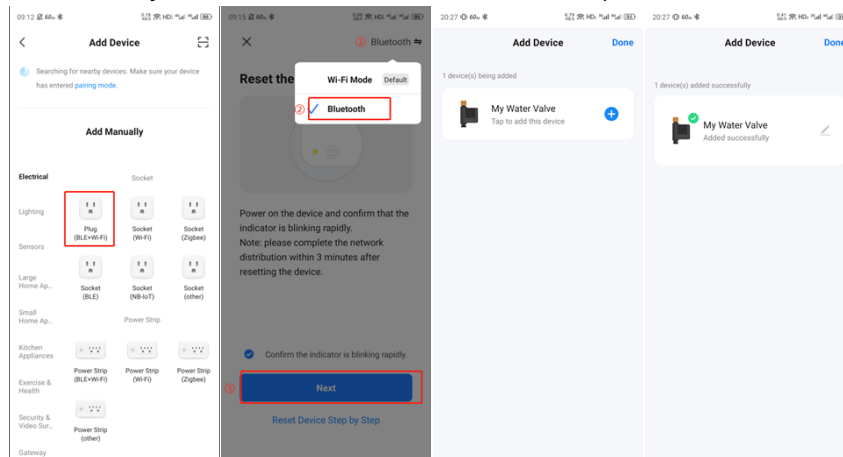 09:12
Add Device
Searching for nearby devices. Make sure your device
has entered pairing mode.
Add Manually
Electrical
Socket
Lighting
Plug
(BLE+Wi-Fi)
Socket
(Wi-Fi)
Socket
(Zigbee)
Sensors
Large
Home Ap...
Socket
(BLE)
Socket
(NB-IoT)
Socket
(other)
Small
Home Ap...
Power Strip
Kitchen
Appliances
Power Strip
(BLE+Wi-Fi)
Power Strip
(Wi-Fi)
Power Strip
(Zigbee)
Exercise &
Health
Security &
Video Sur...
Power Strip
(other)
Gateway
09:15
① Bluetooth
Reset the
Wi-Fi Mode Default
② Bluetooth
Power on the device and confirm that the
indicator is blinking rapidly.
Note: please complete the network
distribution within 3 minutes after
resetting the device.
Confirm the indicator is blinking rapidly.
③ Next
Reset Device Step by Step
20:27
Add Device Done
1 device(s) being added
My Water Valve
Tap to add this device
20:27
Add Device Done
1 device(s) added successfully
My Water Valve
Added successfully